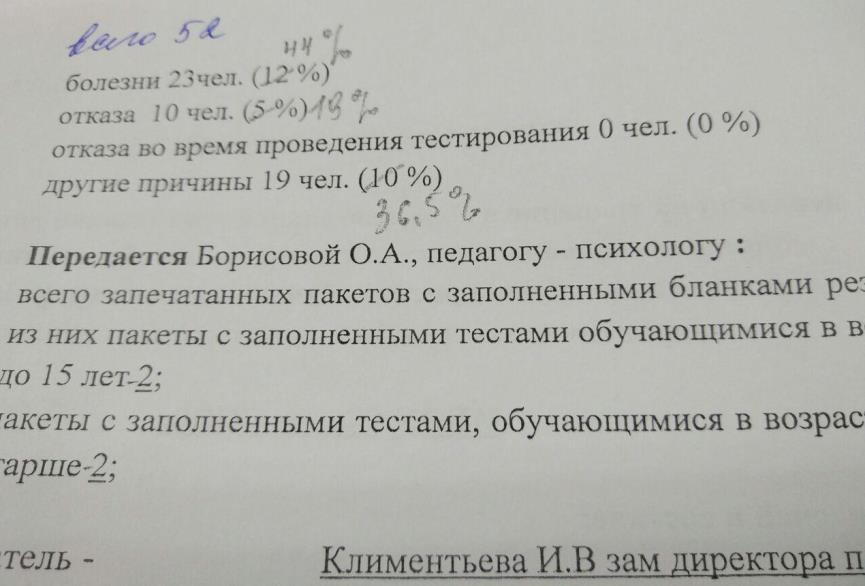 всего 52
44 %
болезни 23чел. (12 %)
отказа 10 чел. (5 %) 19 %
отказа во время проведения тестирования 0 чел. (0 %)
другие причины 19 чел. (10 %)
36,5 %
Передается Борисовой О.А., педагогу - психологу :
всего запечатанных пакетов с заполненными бланками рез
из них пакеты с заполненными тестами обучающимися в в
до 15 лет-2;
пакеты с заполненными тестами, обучающимися в возрас
тарше-2;
тель -
Климентьева И.В зам директора п